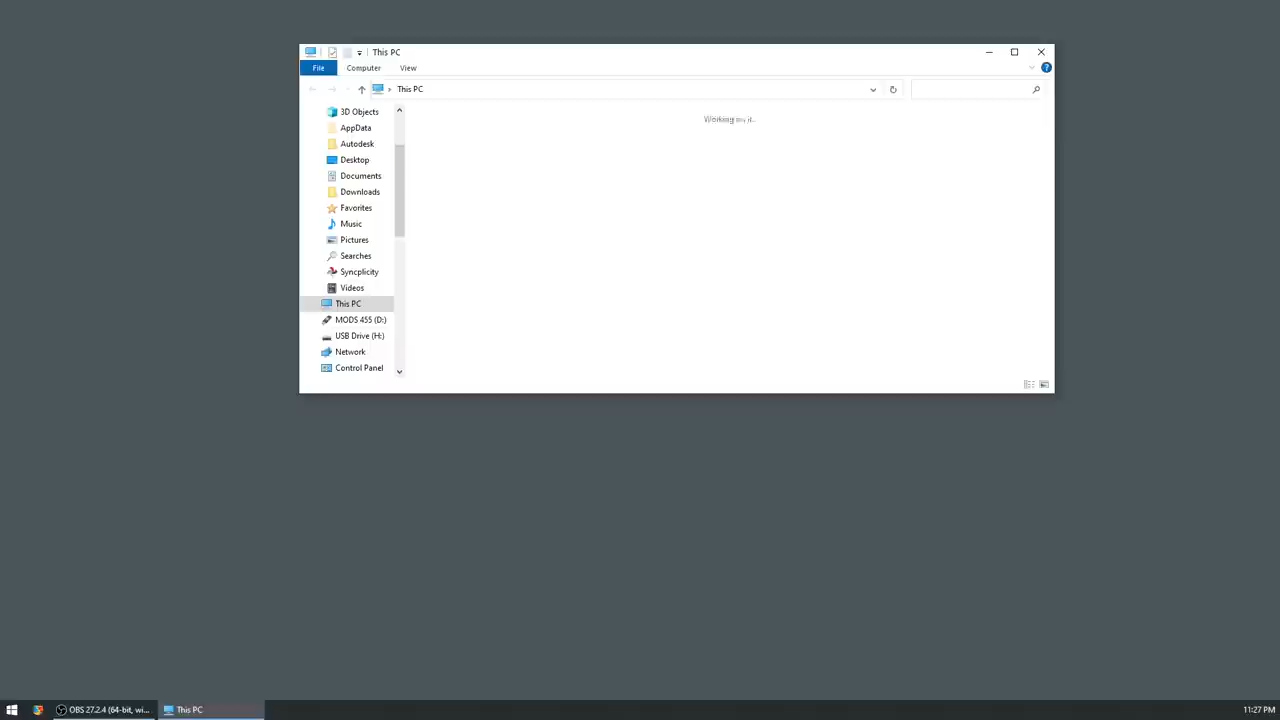 This PC
File
Computer
View
This PC
Working on it...
3D Objects
AppData
Autodesk
Desktop
Documents
Downloads
Favorites
Music
Pictures
Searches
Syncplicity
Videos
This PC
MODS 455 (D:)
USB Drive (H:)
Network
Control Panel
OBS 27.2.4 (64-bit, wi...
This PC
11:27 PM